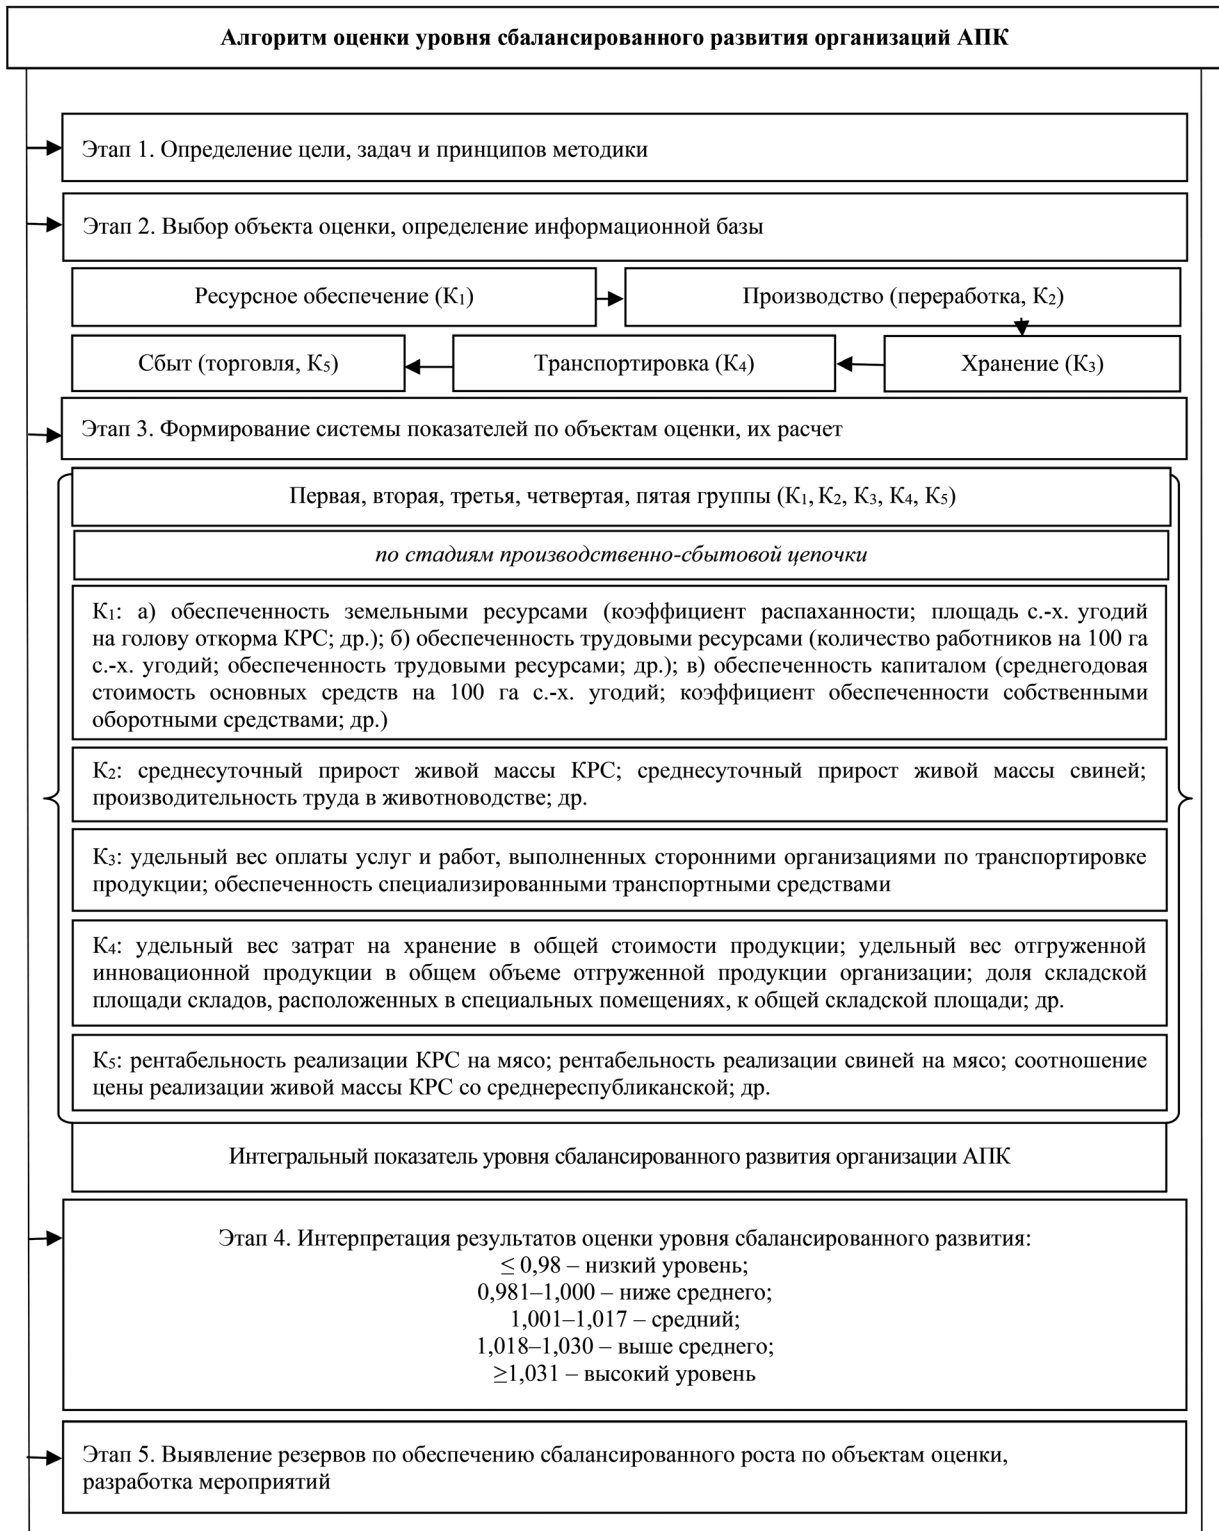 Алгоритм оценки уровня сбалансированного развития организаций АПК
Этап 1. Определение цели, задач и принципов методики
Этап 2. Выбор объекта оценки, определение информационной базы
Ресурсное обеспечение (К₁)
Производство (переработка, К₂)
Сбыт (торговля, К₅)
Транспортировка (К₄)
Хранение (К₃)
Этап 3. Формирование системы показателей по объектам оценки, их расчет
Первая, вторая, третья, четвертая, пятая группы (К₁, К₂, К₃, К₄, К₅)
по стадиям производственно-сбытовой цепочки
К₁: а) обеспеченность земельными ресурсами (коэффициент распаханности; площадь с.-х. угодий
на голову откорма КРС; др.); б) обеспеченность трудовыми ресурсами (количество работников на 100 га
с.-х. угодий; обеспеченность трудовыми ресурсами; др.); в) обеспеченность капиталом (среднегодовая
стоимость основных средств на 100 га с.-х. угодий; коэффициент обеспеченности собственными
оборотными средствами; др.)
К₂: среднесуточный прирост живой массы КРС; среднесуточный прирост живой массы свиней;
производительность труда в животноводстве; др.
К₃: удельный вес оплаты услуг и работ, выполненных сторонними организациями по транспортировке
продукции; обеспеченность специализированными транспортными средствами
К₄: удельный вес затрат на хранение в общей стоимости продукции; удельный вес отгруженной
инновационной продукции в общем объеме отгруженной продукции организации; доля складской
площади складов, расположенных в специальных помещениях, к общей складской площади; др.
К₅: рентабельность реализации КРС на мясо; рентабельность реализации свиней на мясо; соотношение
цены реализации живой массы КРС со среднереспубликанской; др.
Интегральный показатель уровня сбалансированного развития организации АПК
Этап 4. Интерпретация результатов оценки уровня сбалансированного развития:
≤ 0,98 – низкий уровень;
0,981–1,000 – ниже среднего;
1,001–1,017 – средний;
1,018–1,030 – выше среднего;
≥1,031 – высокий уровень
Этап 5. Выявление резервов по обеспечению сбалансированного роста по объектам оценки,
разработка мероприятий